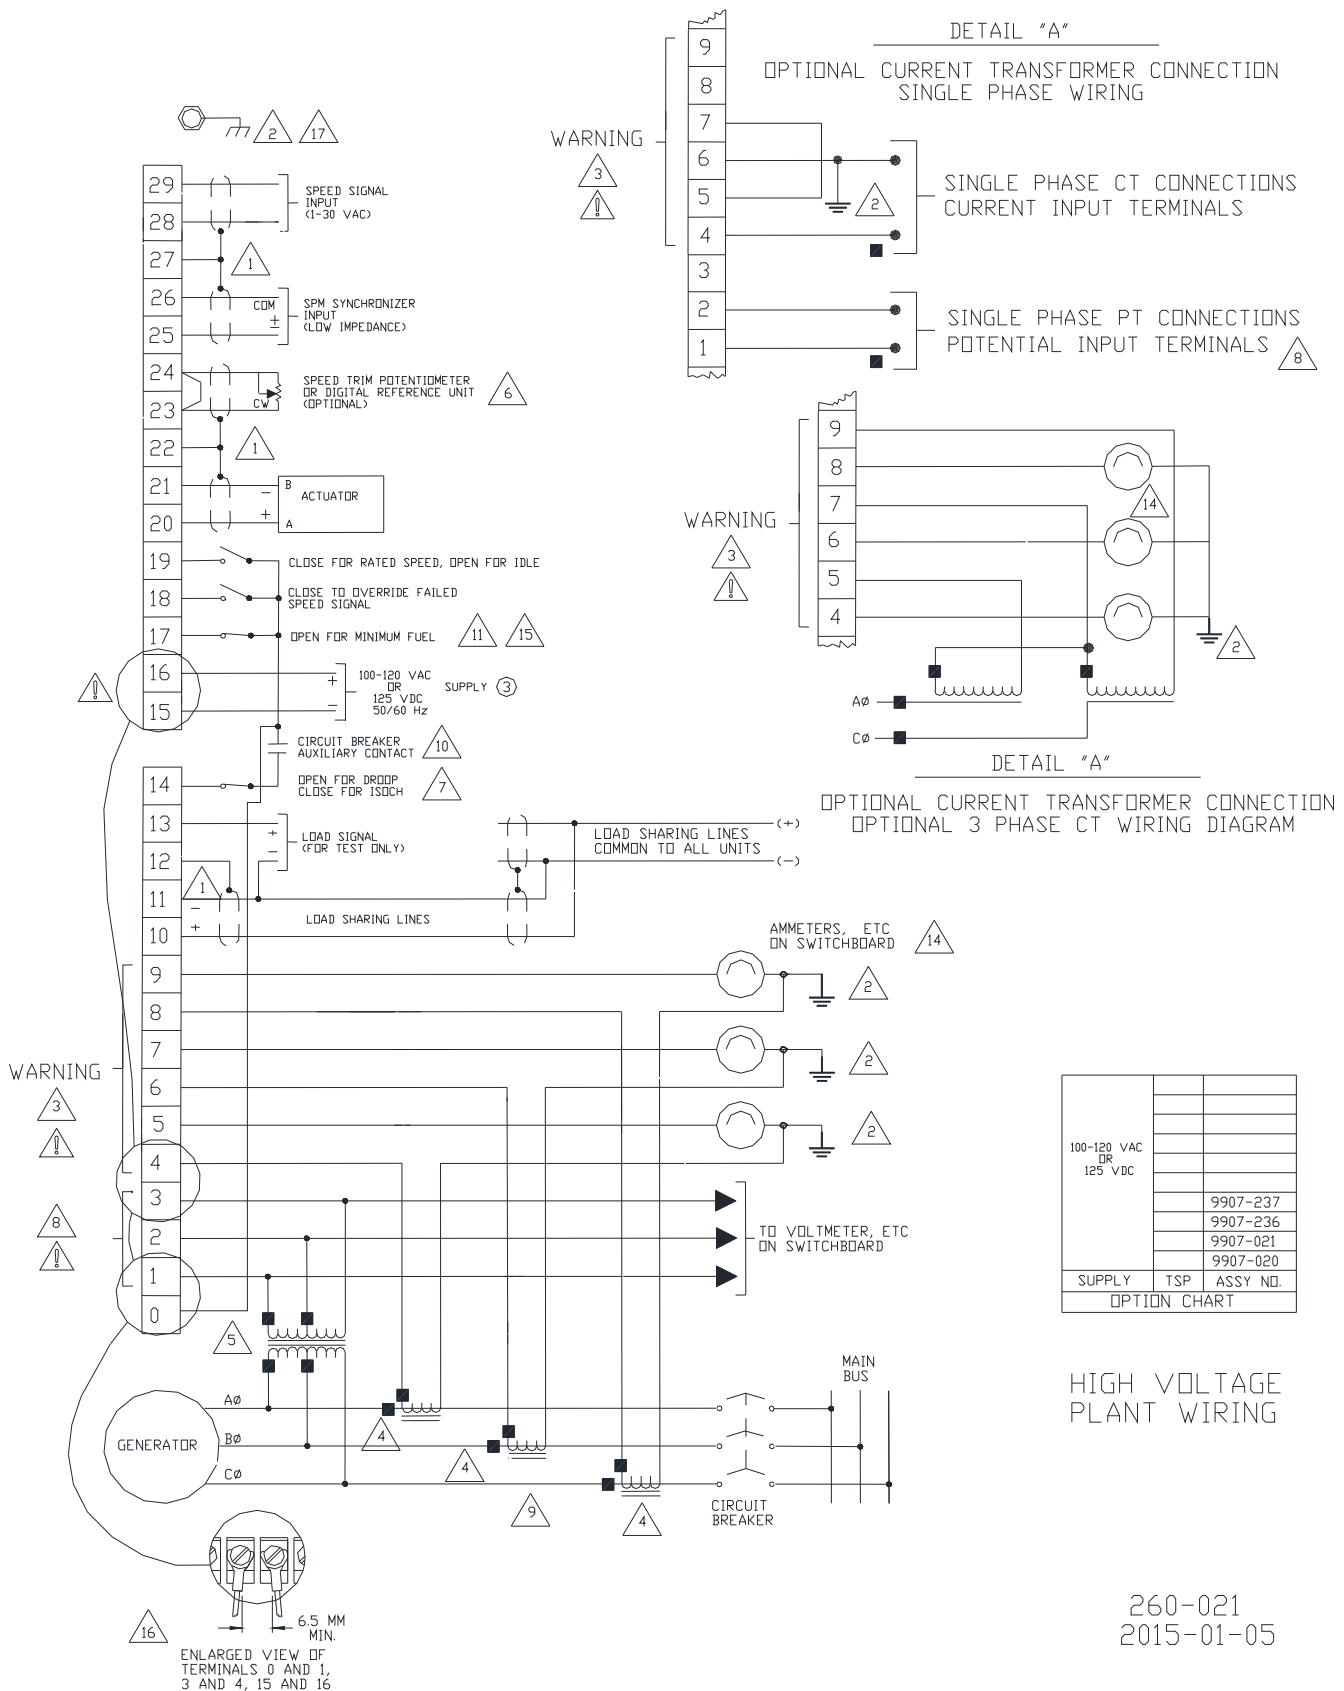 DETAIL "A"
OPTIONAL CURRENT TRANSFORMER CONNECTION
SINGLE PHASE WIRING
9
8
7
6
5
4
3
2
1
WARNING
3
!
2
SINGLE PHASE CT CONNECTIONS
CURRENT INPUT TERMINALS
SINGLE PHASE PT CONNECTIONS
POTENTIAL INPUT TERMINALS
8
2
17
29
28
27
26
25
24
23
22
21
20
19
18
17
16
15
SPEED SIGNAL
INPUT
(1-30 VAC)
1
COM
±
SPM SYNCHRONIZER
INPUT
(LOW IMPEDANCE)
CW
SPEED TRIM POTENTIOMETER
OR DIGITAL REFERENCE UNIT
(OPTIONAL)
6
1
B
ACTUATOR
A
-
+
CLOSE FOR RATED SPEED, OPEN FOR IDLE
CLOSE TO OVERRIDE FAILED
SPEED SIGNAL
OPEN FOR MINIMUM FUEL
11
15
!
+
-
100-120 VAC
OR
125 VDC
50/60 Hz
SUPPLY
3
CIRCUIT BREAKER
AUXILIARY CONTACT
10
OPEN FOR DROOP
CLOSE FOR ISOCH
7
9
8
7
6
5
4
WARNING
3
!
14
2
AØ
CØ
DETAIL "A"
OPTIONAL CURRENT TRANSFORMER CONNECTION
OPTIONAL 3 PHASE CT WIRING DIAGRAM
14
13
12
11
10
9
8
7
6
5
4
3
2
1
0
+
-
LOAD SIGNAL
(FOR TEST ONLY)
1
-
+
LOAD SHARING LINES
LOAD SHARING LINES
COMMON TO ALL UNITS
(+)
(-)
AMMETERS, ETC
ON SWITCHBOARD
14
2
2
2
WARNING
3
!
8
!
TO VOLTMETER, ETC
ON SWITCHBOARD
5
GENERATOR
AØ
BØ
CØ
4
4
9
4
CIRCUIT
BREAKER
MAIN
BUS
100-120 VAC
OR
125 VDC
9907-237
9907-236
9907-021
9907-020
SUPPLY TSP ASSY NO.
OPTION CHART
HIGH VOLTAGE
PLANT WIRING
16
6.5 MM
MIN.
ENLARGED VIEW OF
TERMINALS 0 AND 1,
3 AND 4, 15 AND 16
260-021
2015-01-05